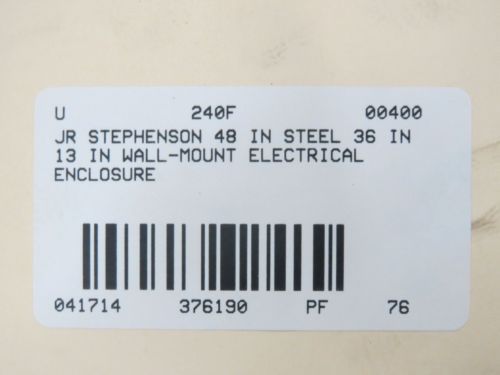 U 240F 00400
JR STEPHENSON 48 IN STEEL 36 IN
13 IN WALL-MOUNT ELECTRICAL
ENCLOSURE
041714 376190 PF 76